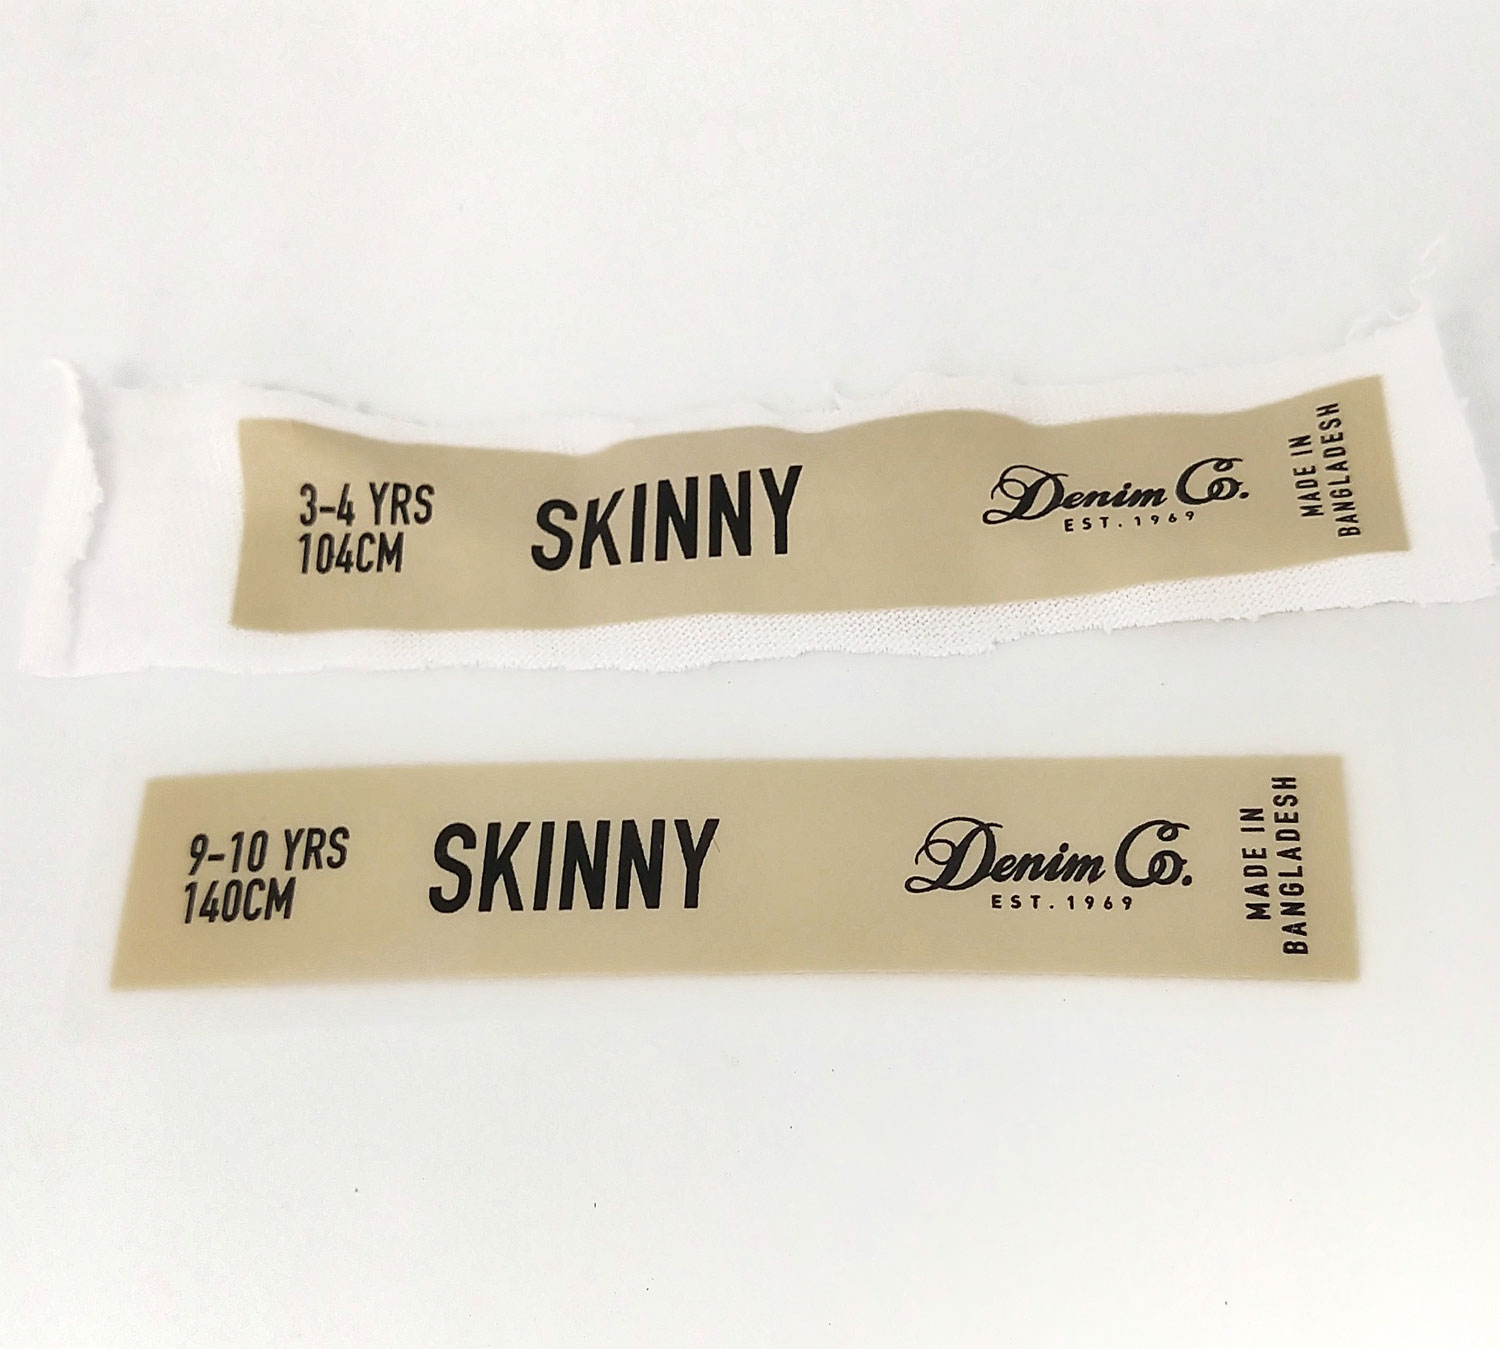 3-4 YRS
104CM
SKINNY
Denim Co.
EST. 1969
MADE IN
BANGLADESH
9-10 YRS
140CM
SKINNY
Denim Co.
EST. 1969
MADE IN
BANGLADESH